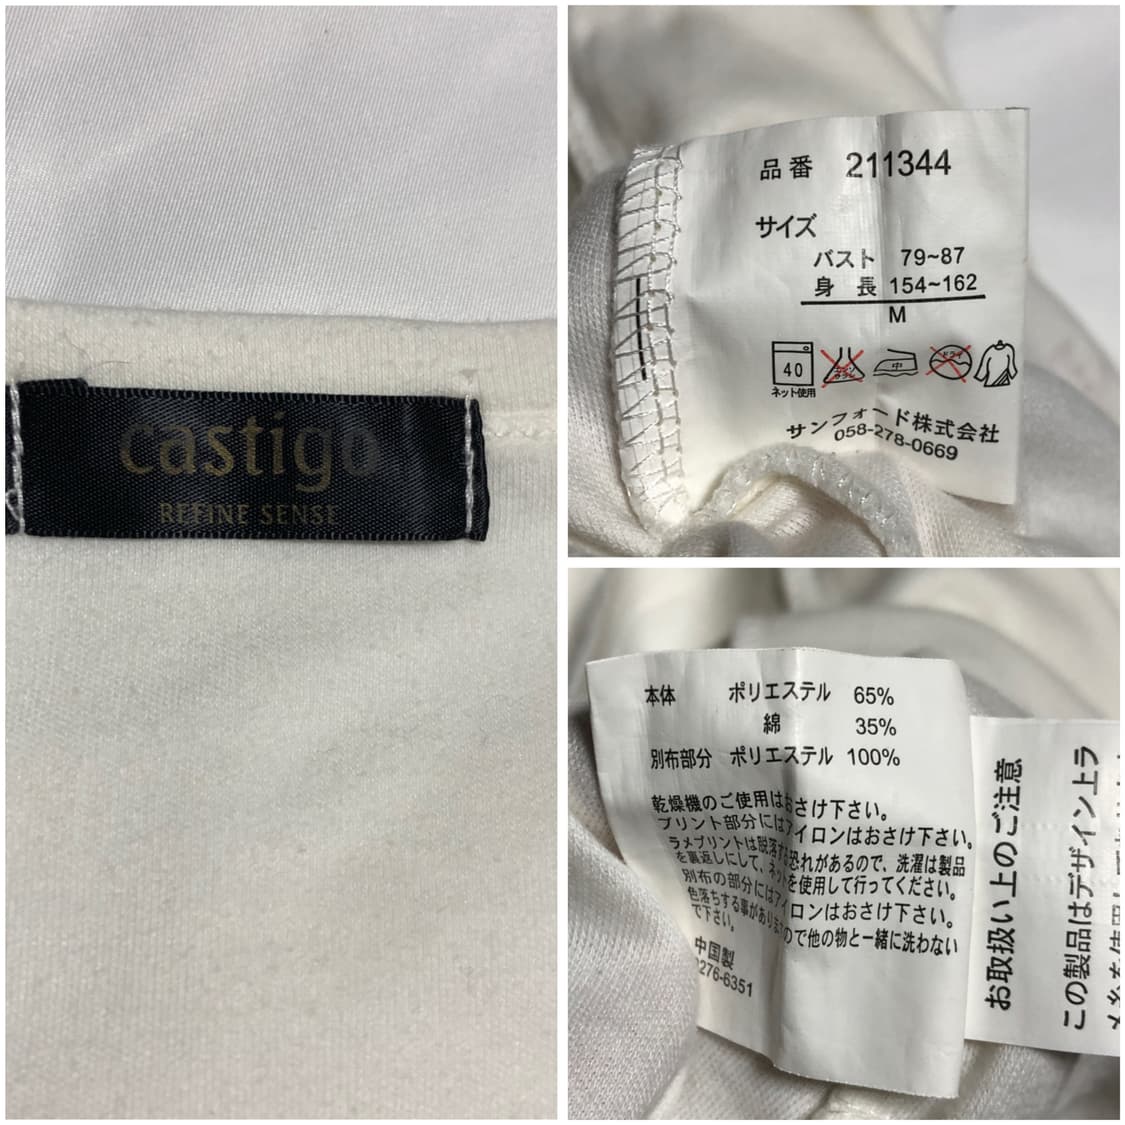 castigo
REFINE SENSE
品番 211344
サイズ
バスト 79~87
身長 154~162
M
40
ネット使用
中
ドライ
サンフォード株式会社
058-278-0669
本体 ポリエステル 65%
綿 35%
別布部分 ポリエステル 100%
乾燥機のご使用はおさけ下さい。
プリント部分にはアイロンはおさけ下さい。
ラメプリントは脱落する恐れがあるので、洗濯は製品
を裏返しにして、ネットを使用して行ってください。
別布の部分にはアイロンはおさけ下さい。
色落ちする事がありますので他の物と一緒に洗わない
で下さい。
中国製
2276-6351
お取扱い上のご注意
この製品はデザイン上ラ